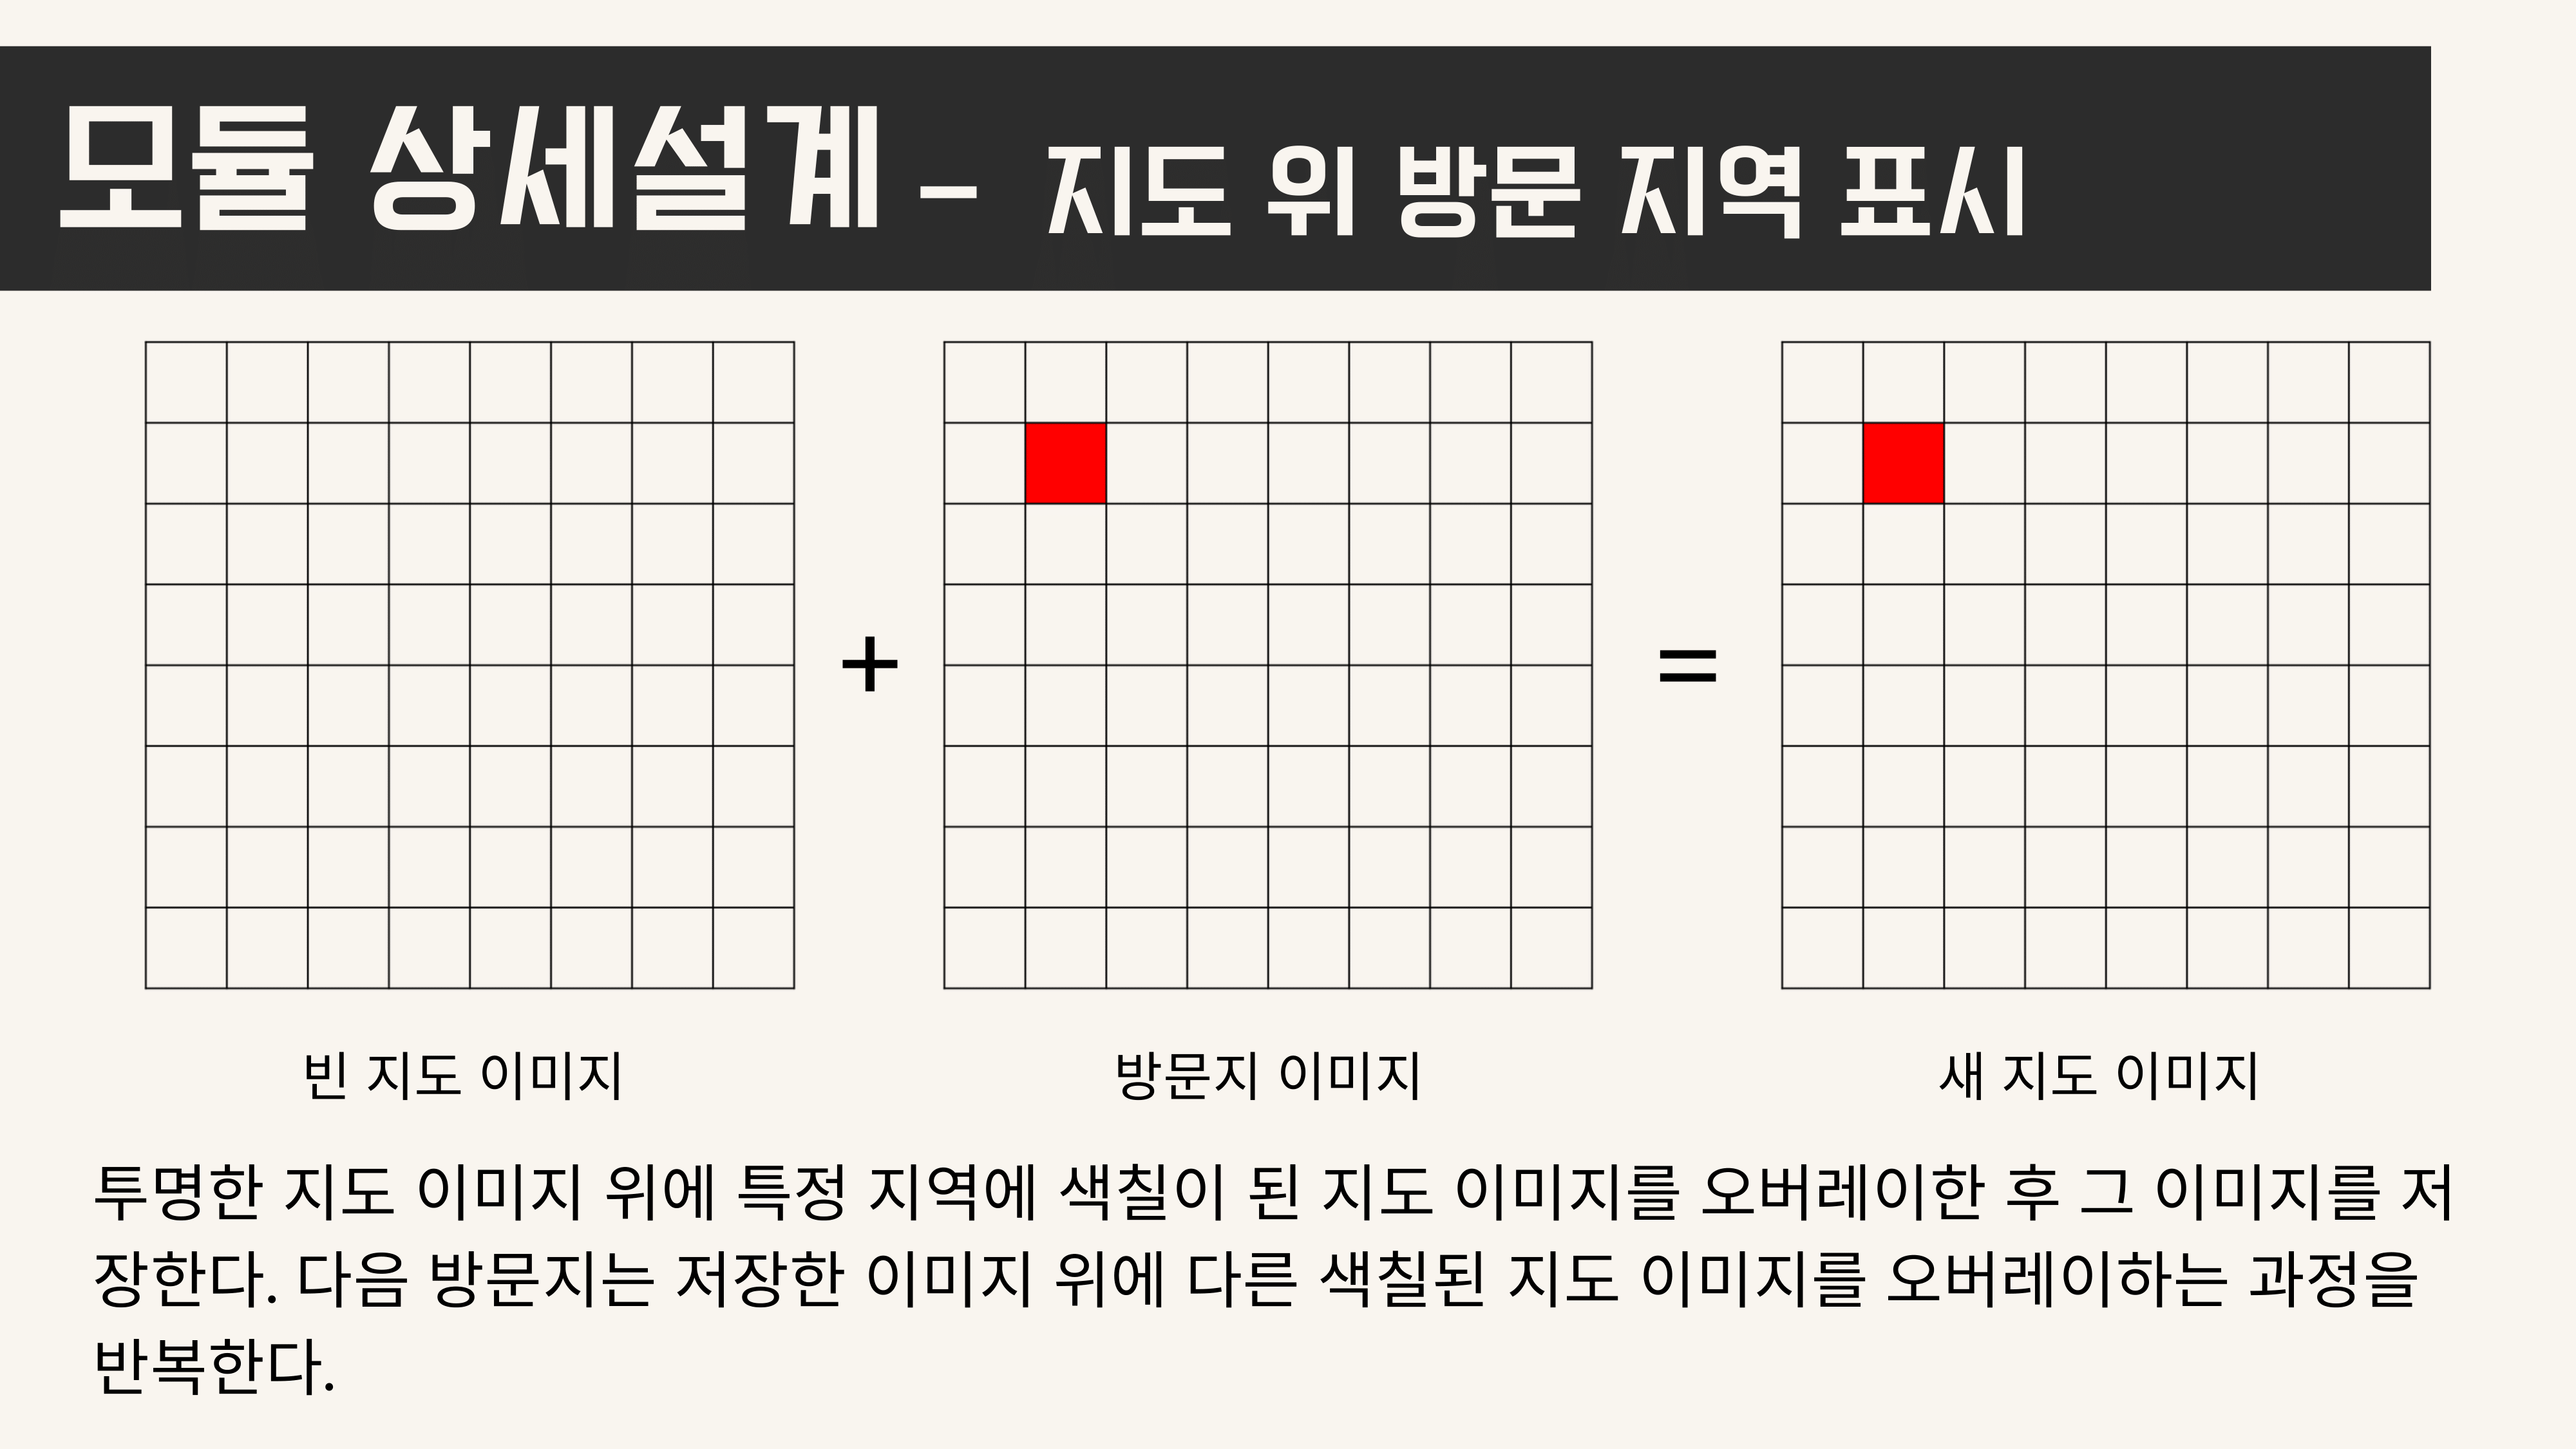 모듈 상세설계 - 지도 위 방문 지역 표시
+
=
빈 지도 이미지
방문지 이미지
새 지도 이미지
투명한 지도 이미지 위에 특정 지역에 색칠이 된 지도 이미지를 오버레이한 후 그 이미지를 저
장한다. 다음 방문지는 저장한 이미지 위에 다른 색칠된 지도 이미지를 오버레이하는 과정을
반복한다.